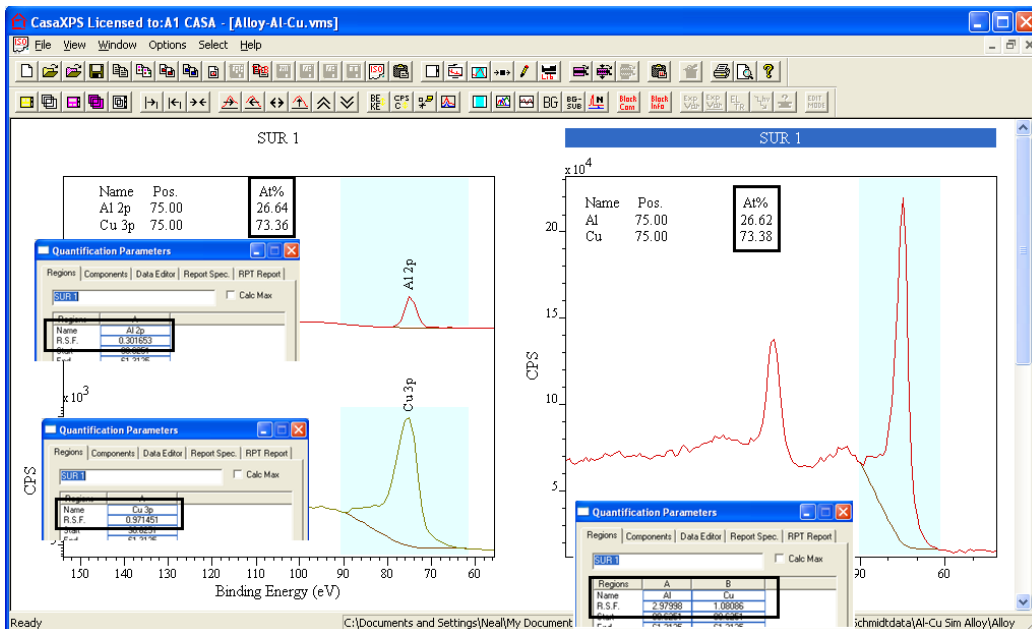 CasaXPS Licensed to:A1 CASA - [Alloy-Al-Cu.vms]
File View Window Options Select Help
SUR 1
Name Pos. At%
Al 2p 75.00 26.64
Cu 3p 75.00 73.36
Quantification Parameters
Regions Components Data Editor Report Spec. RPT Report
SUR 1 Calc Max
Regions A
Name Al 2p
R.S.F. 0.301653
Al 2p
x 10^3
Cu 3p
Quantification Parameters
Regions Components Data Editor Report Spec. RPT Report
SUR 1 Calc Max
Regions A
Name Cu 3p
R.S.F. 0.971451
CPS
150 140 130 120 110 100 90 80 70 60
Binding Energy (eV)
SUR 1
x 10^4
Name Pos. At%
Al 75.00 26.62
Cu 75.00 73.38
20
15
10
5
CPS
90 60
Quantification Parameters
Regions Components Data Editor Report Spec. RPT Report
SUR 1 Calc Max
Regions A B
Name Al Cu
R.S.F. 2.97998 1.08086
Ready C:\Documents and Settings\Neal\My Document chmidtdata\Al-Cu Sim Alloy\Alloy